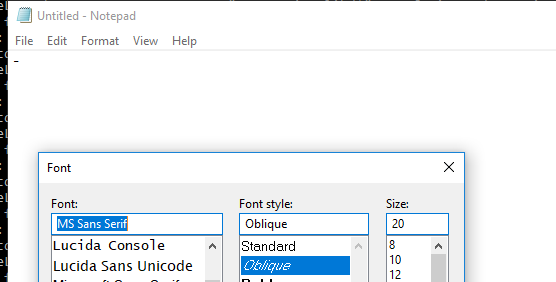 Untitled - Notepad
File Edit Format View Help
-
Font
Font: Font style: Size:
MS Sans Serif Oblique 20
Lucida Console Standard 8
Lucida Sans Unicode Oblique 10
12